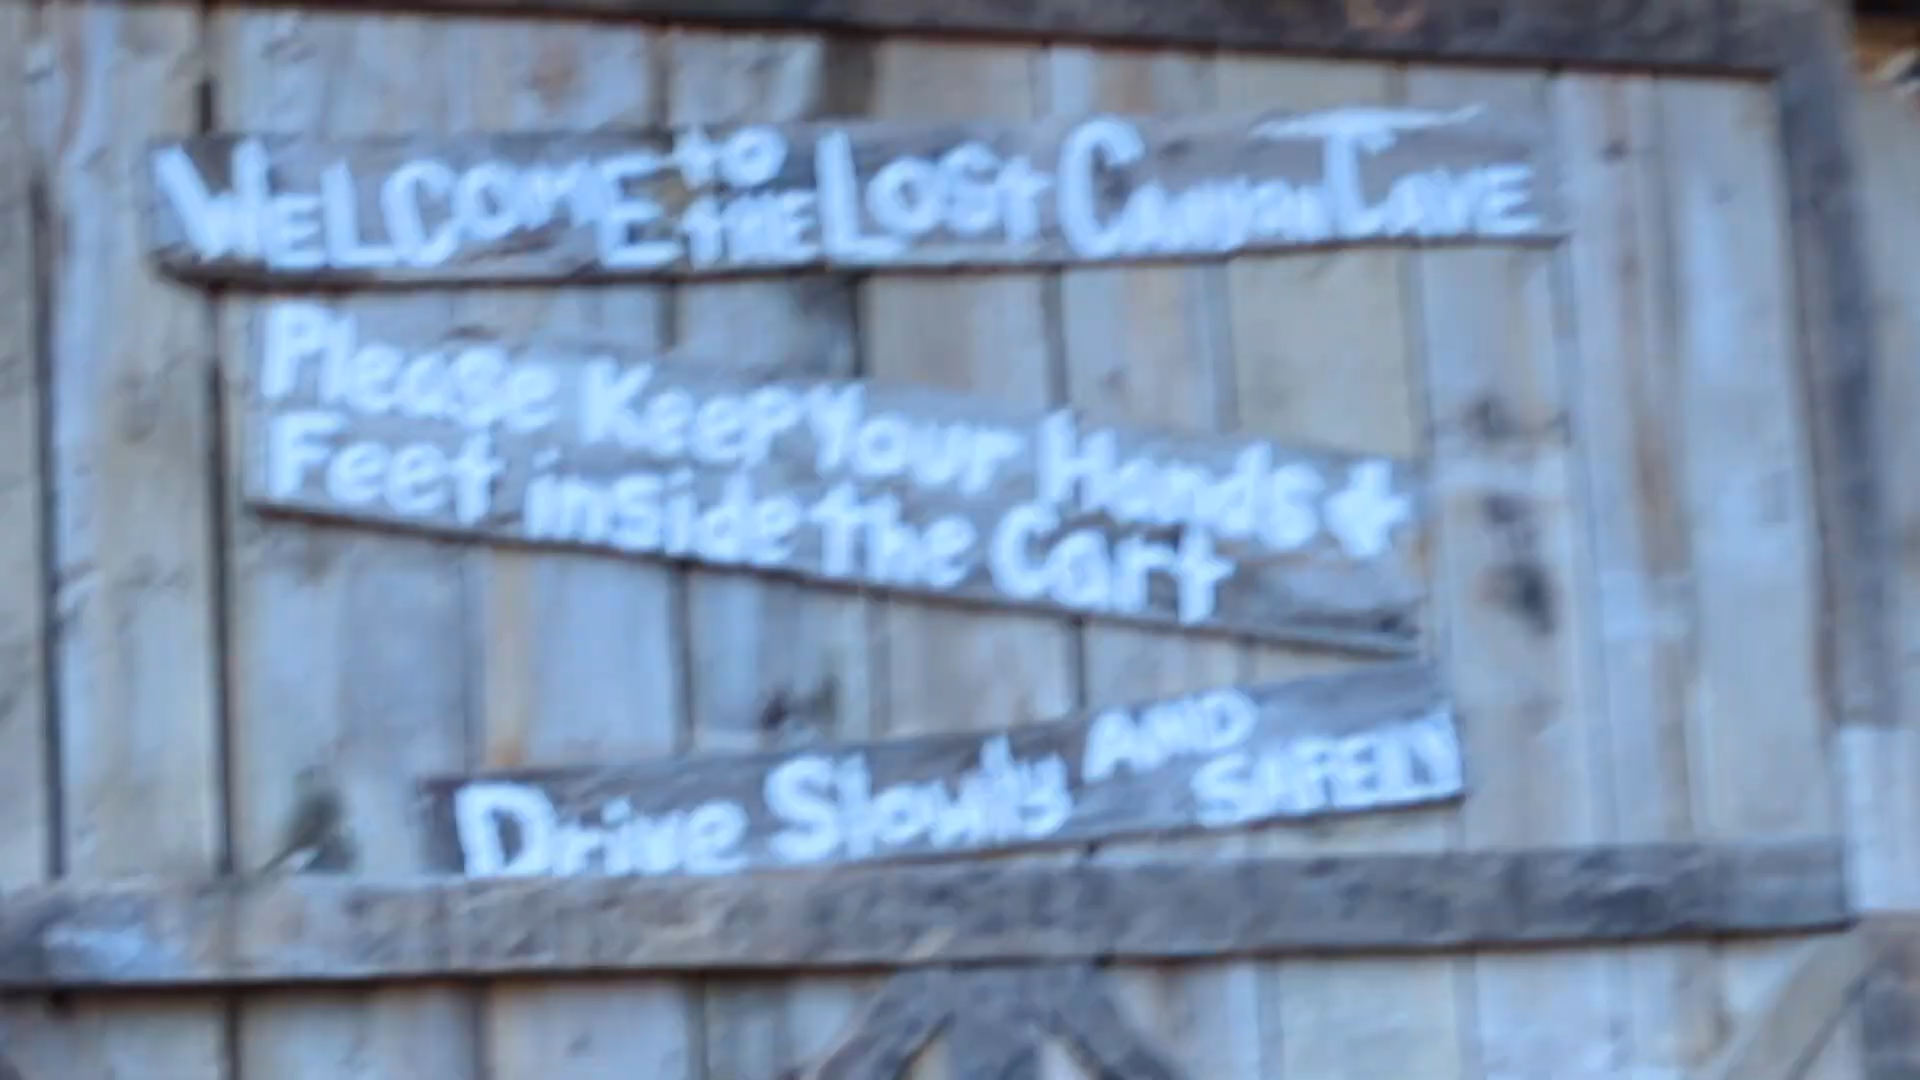 WELCOME to the LOSt CANYON CAVE
Please Keep Your Hands &
Feet inside the Cart
Drive Slowly AND SAFELY